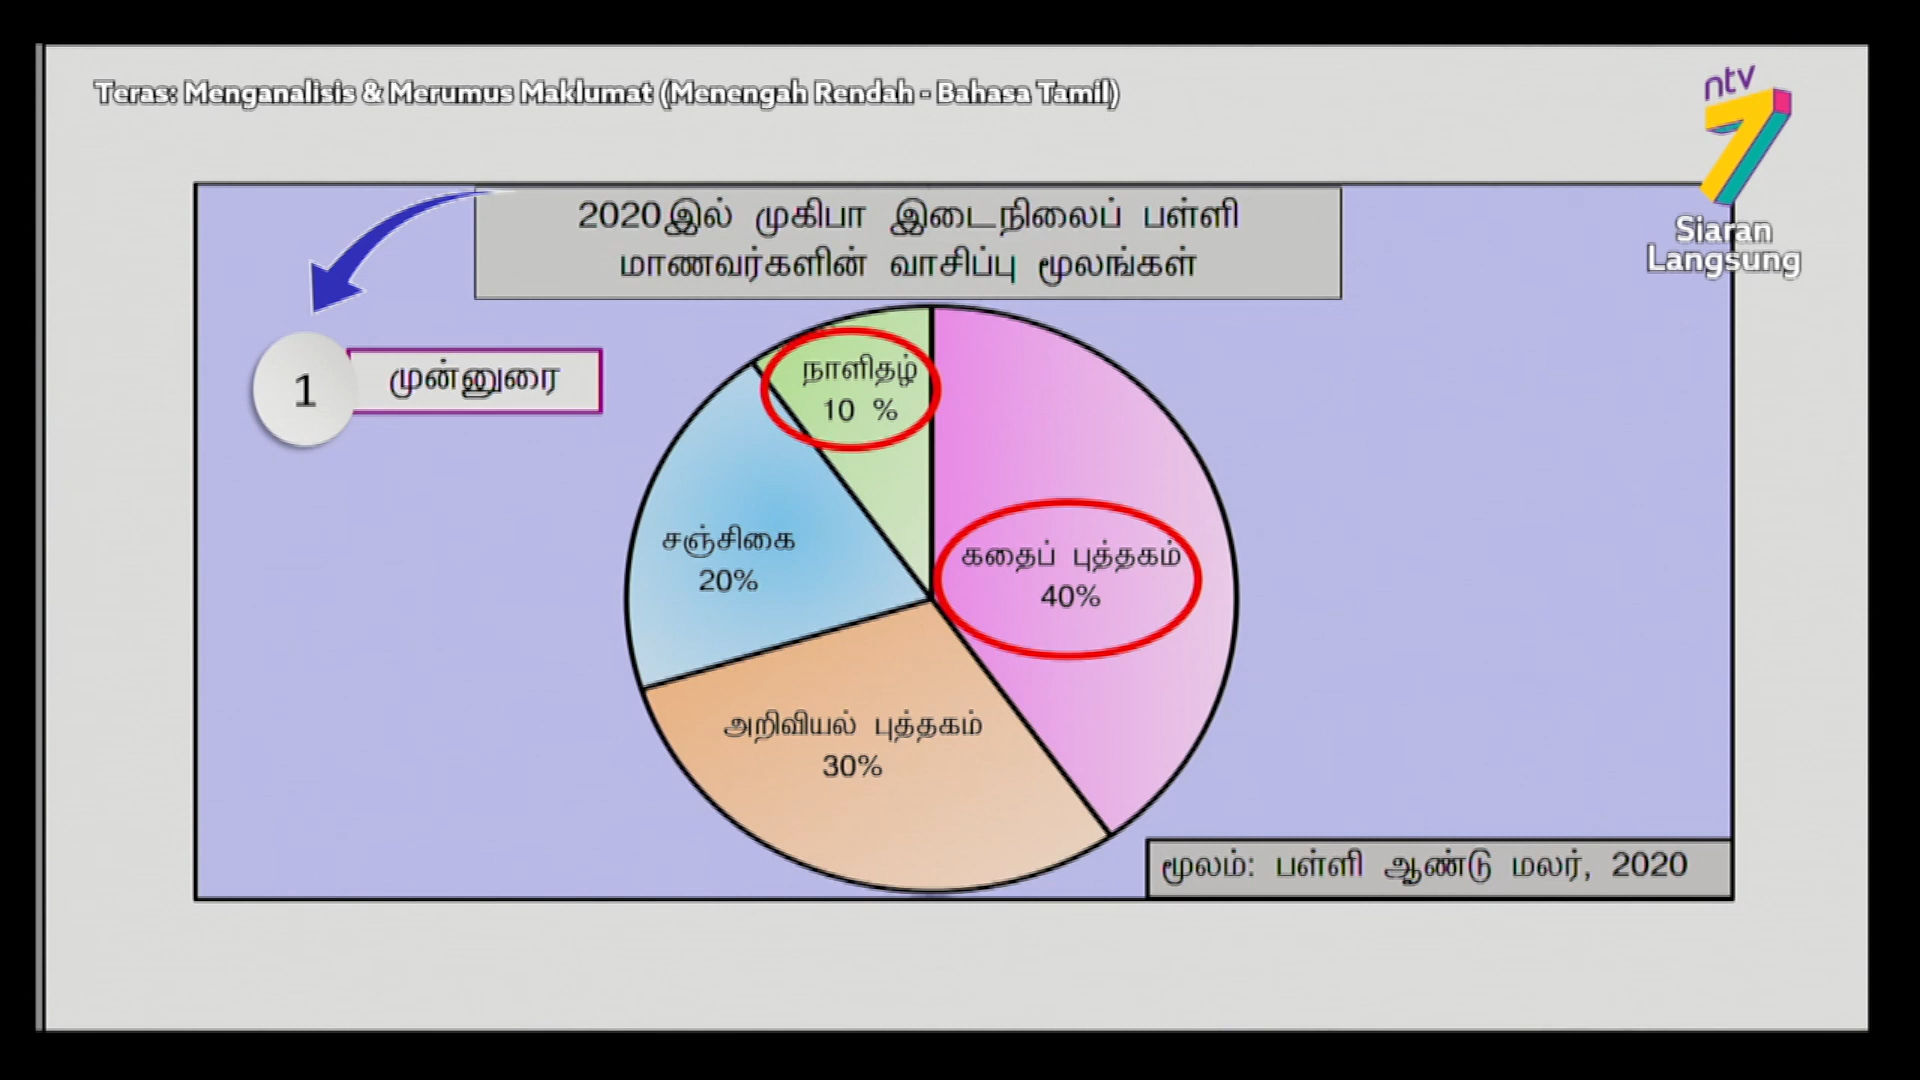 Teras: Menganalisis & Merumus Maklumat (Menengah Rendah - Bahasa Tamil)
ntv
7
Siaran
Langsung
2020இல் முகிபா இடைநிலைப் பள்ளி
மாணவர்களின் வாசிப்பு மூலங்கள்
1
முன்னுரை
நாளிதழ்
10 %
கதைப் புத்தகம்
40%
சஞ்சிகை
20%
அறிவியல் புத்தகம்
30%
மூலம்: பள்ளி ஆண்டு மலர், 2020